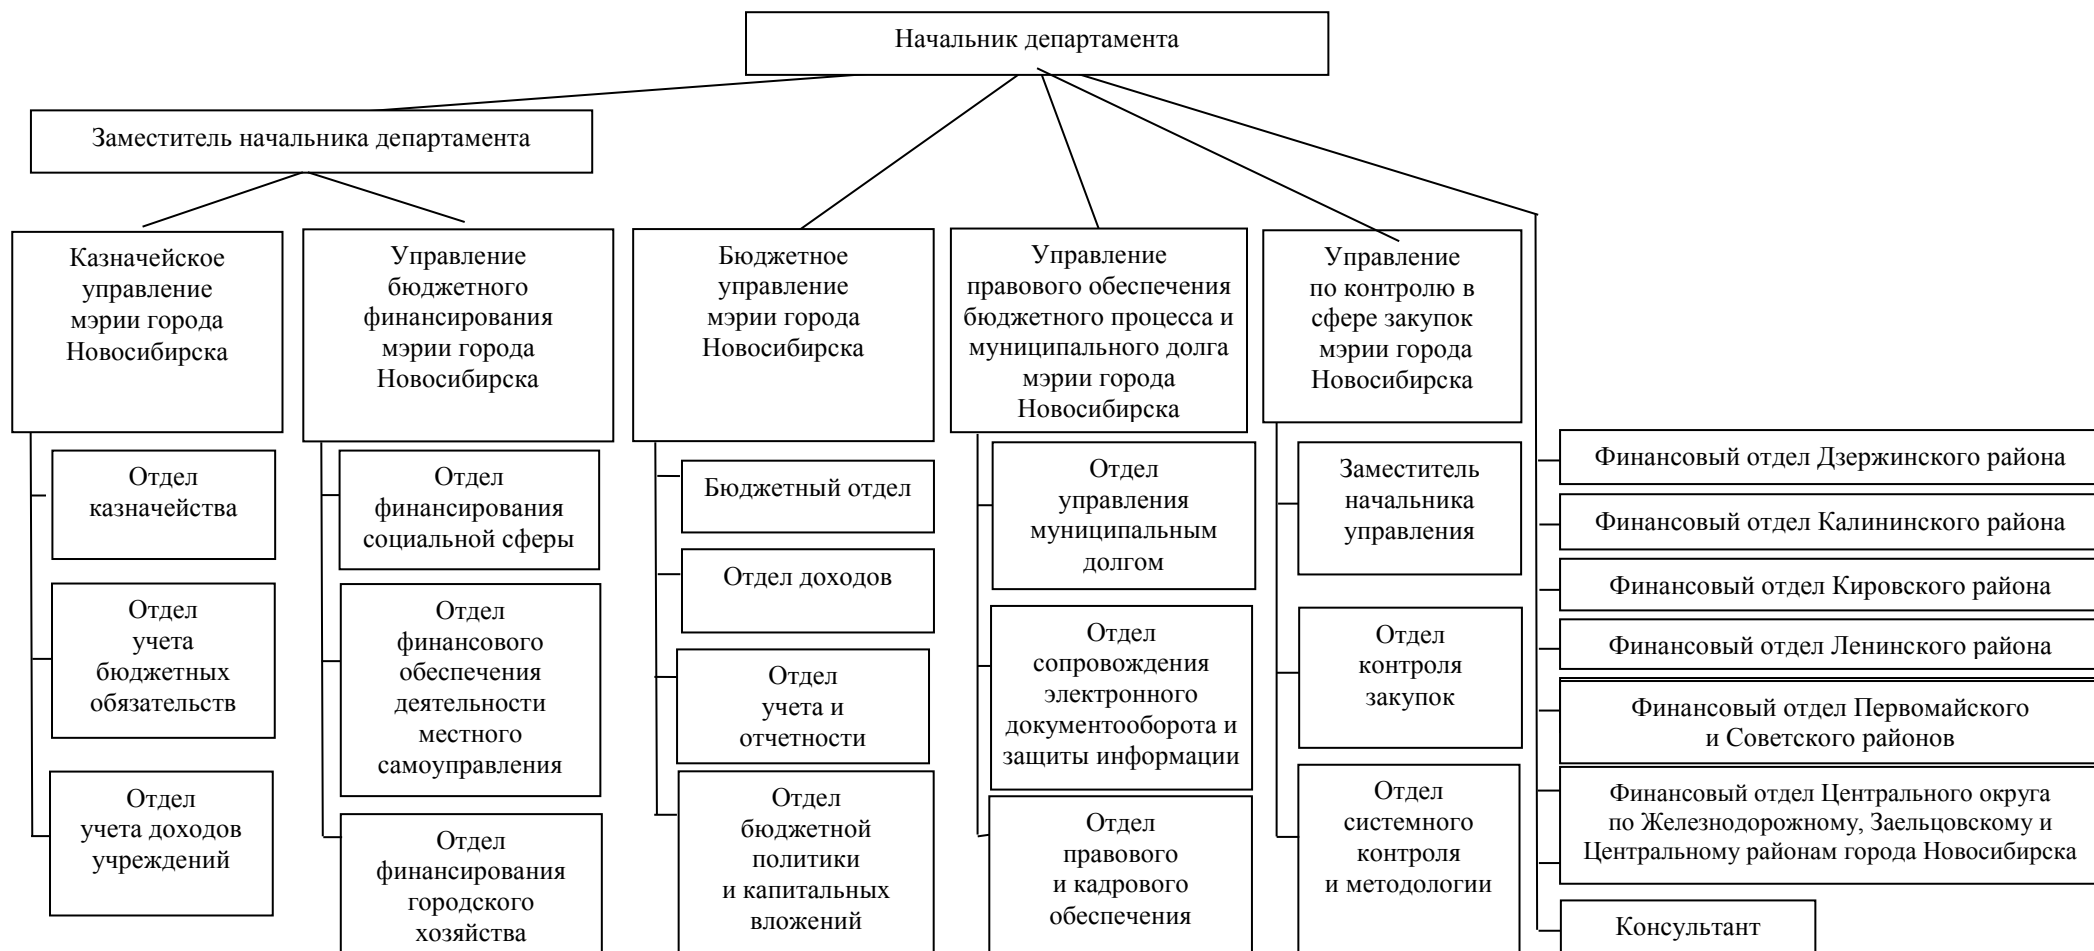 Начальник департамента
Заместитель начальника департамента
Казначейское
управление
мэрии города
Новосибирска
Управление
бюджетного
финансирования
мэрии города
Новосибирска
Бюджетное
управление
мэрии города
Новосибирска
Управление
правового обеспечения
бюджетного процесса и
муниципального долга
мэрии города
Новосибирска
Управление
по контролю в
сфере закупок
мэрии города
Новосибирска
Отдел
казначейства
Отдел
учета
бюджетных
обязательств
Отдел
учета доходов
учреждений
Отдел
финансирования
социальной сферы
Отдел
финансового
обеспечения
деятельности
местного
самоуправления
Отдел
финансирования
городского
хозяйства
Бюджетный отдел
Отдел доходов
Отдел
учета и
отчетности
Отдел
бюджетной
политики
и капитальных
вложений
Отдел
управления
муниципальным
долгом
Отдел
сопровождения
электронного
документооборота и
защиты информации
Отдел
правового
и кадрового
обеспечения
Заместитель
начальника
управления
Отдел
контроля
закупок
Отдел
системного
контроля
и методологии
Финансовый отдел Дзержинского района
Финансовый отдел Калининского района
Финансовый отдел Кировского района
Финансовый отдел Ленинского района
Финансовый отдел Первомайского
и Советского районов
Финансовый отдел Центрального округа
по Железнодорожному, Заельцовскому и
Центральному районам города Новосибирска
Консультант